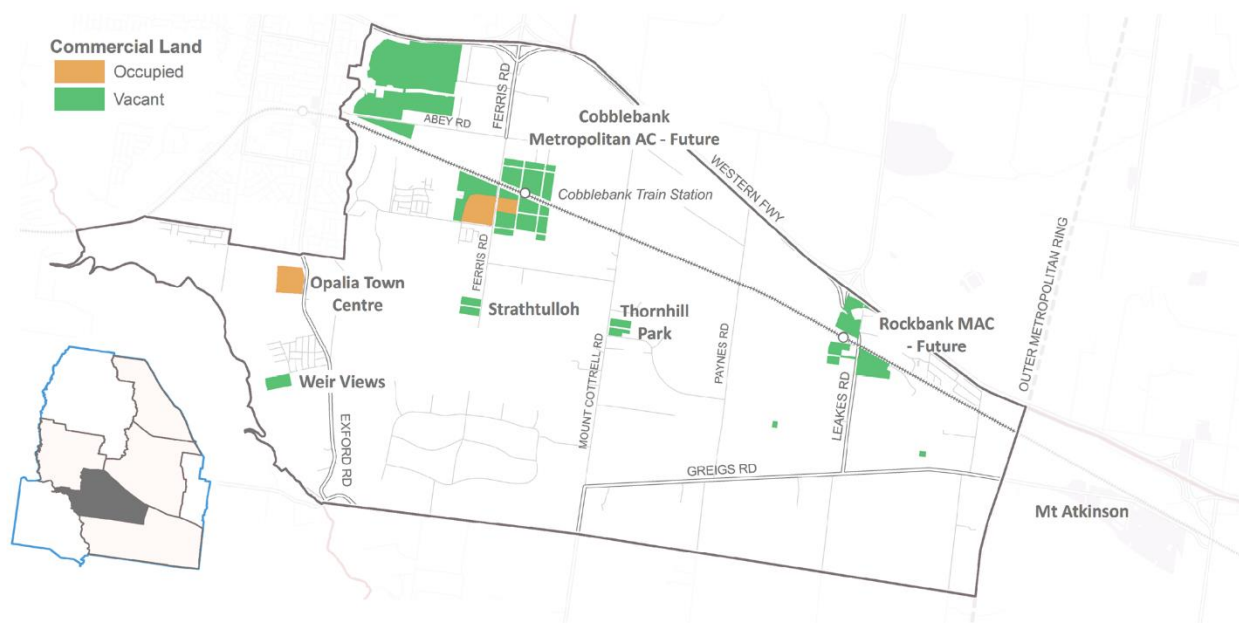 Commercial Land
Occupied
Vacant
FERRIS RD
ABEY RD
Cobblebank
Metropolitan AC - Future
WESTERN FWY
Cobblebank Train Station
OUTER METROPOLITAN RING
FERRIS RD
Opalia Town
Centre
Strathtulloh
Thornhill
Park
Rockbank MAC
- Future
PAYNES RD
MOUNT COTTRELL RD
LEAKES RD
Weir Views
EXFORD RD
GREIGS RD
Mt Atkinson